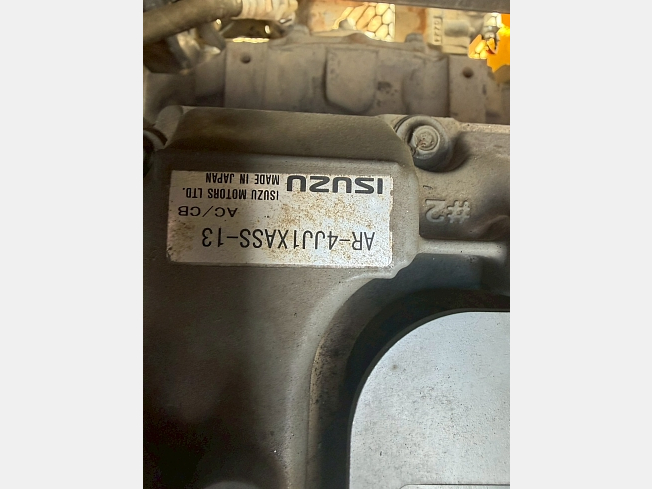 ISUZU
ISUZU MOTORS LTD.
MADE IN JAPAN
AC/CB
AR-4JJ1XASS-13
#2